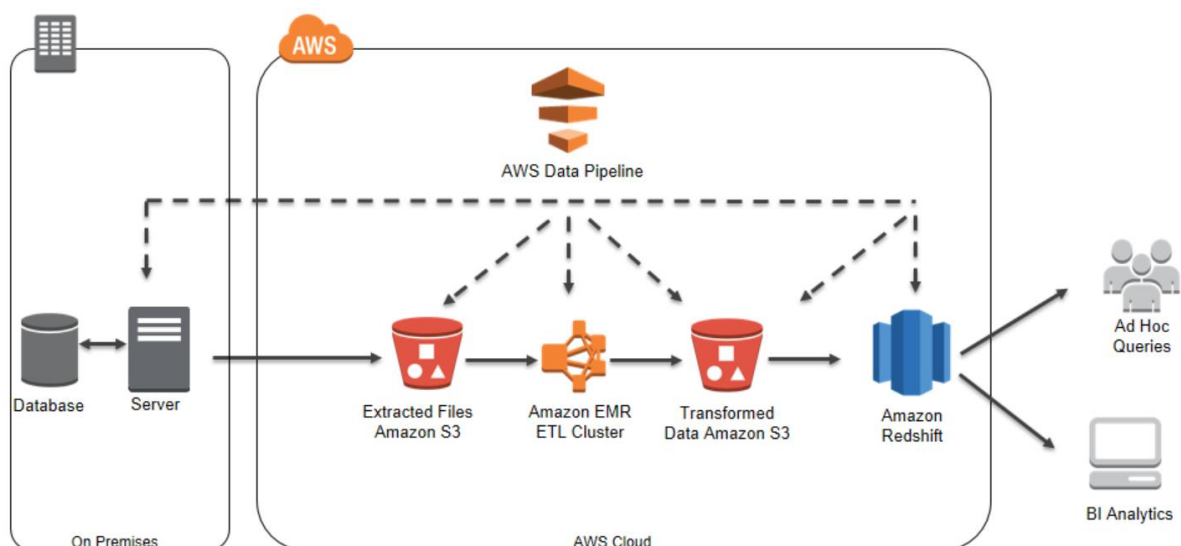 AWS
AWS Data Pipeline
Database
Server
Extracted Files
Amazon S3
Amazon EMR
ETL Cluster
Transformed
Data Amazon S3
Amazon
Redshift
Ad Hoc
Queries
BI Analytics
On Premises
AWS Cloud